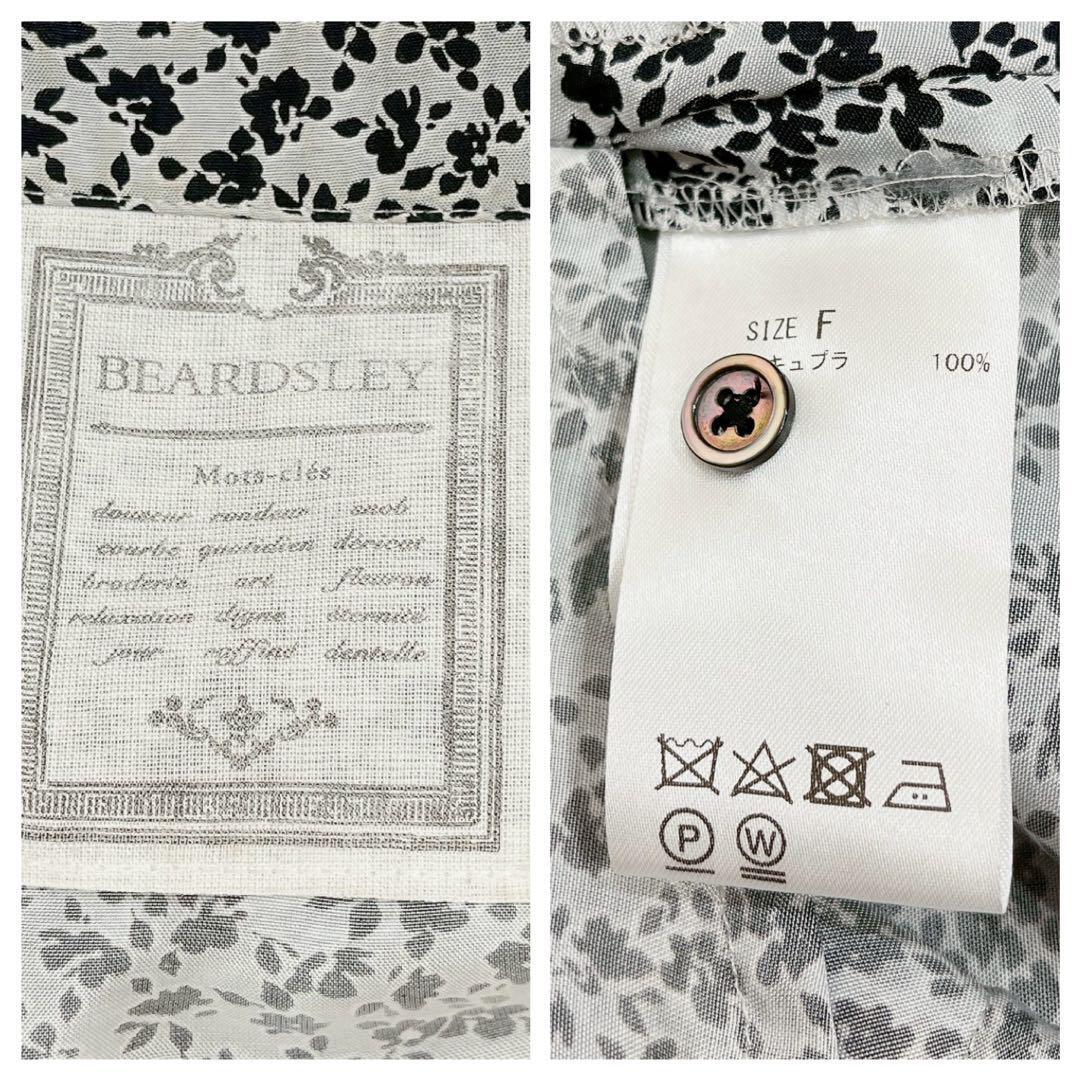 BEARDSLEY
Mots-clés
douceur rondeur snob
courbe quotidien
broderie art fleuron
relaxation digne éternité
jour raffiné dentelle
SIZE F
キュプラ 100%
P W